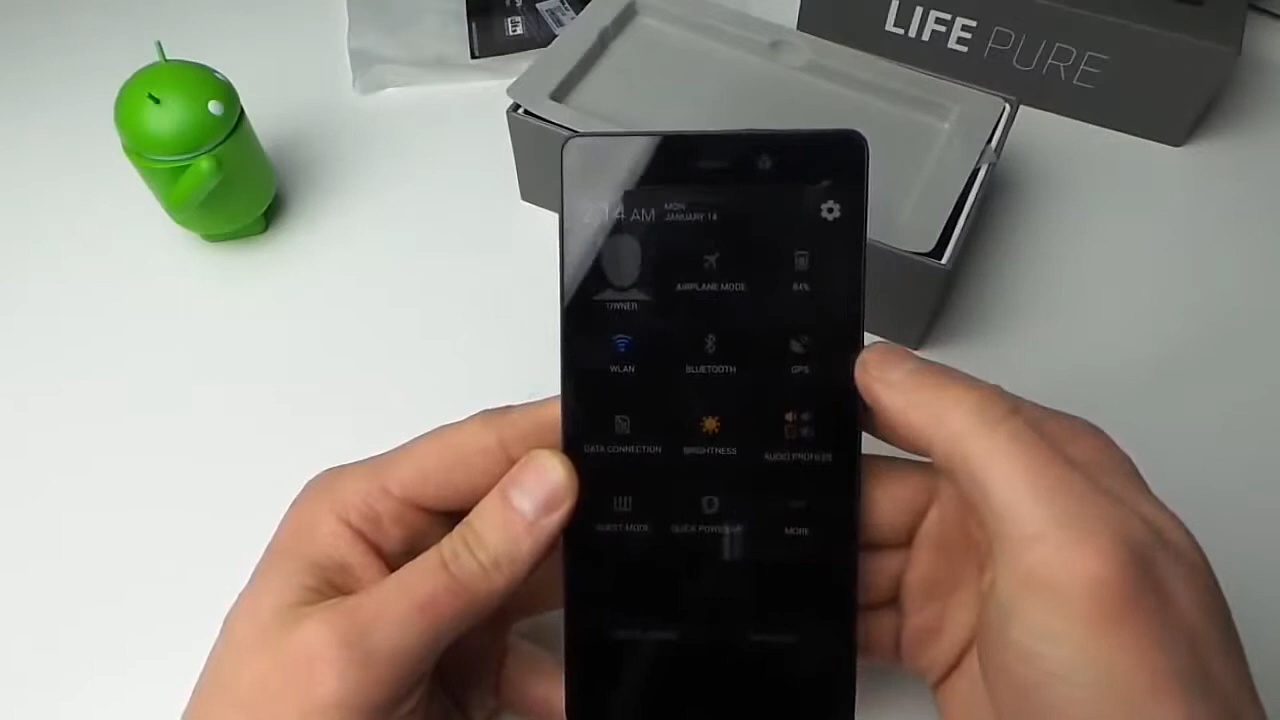 LIFE PURE
14 AM
MON
JANUARY 14
OWNER
AIRPLANE MODE
84%
WLAN
BLUETOOTH
GPS
DATA CONNECTION
BRIGHTNESS
AUDIO PROFILES
GUEST MODE
MORE